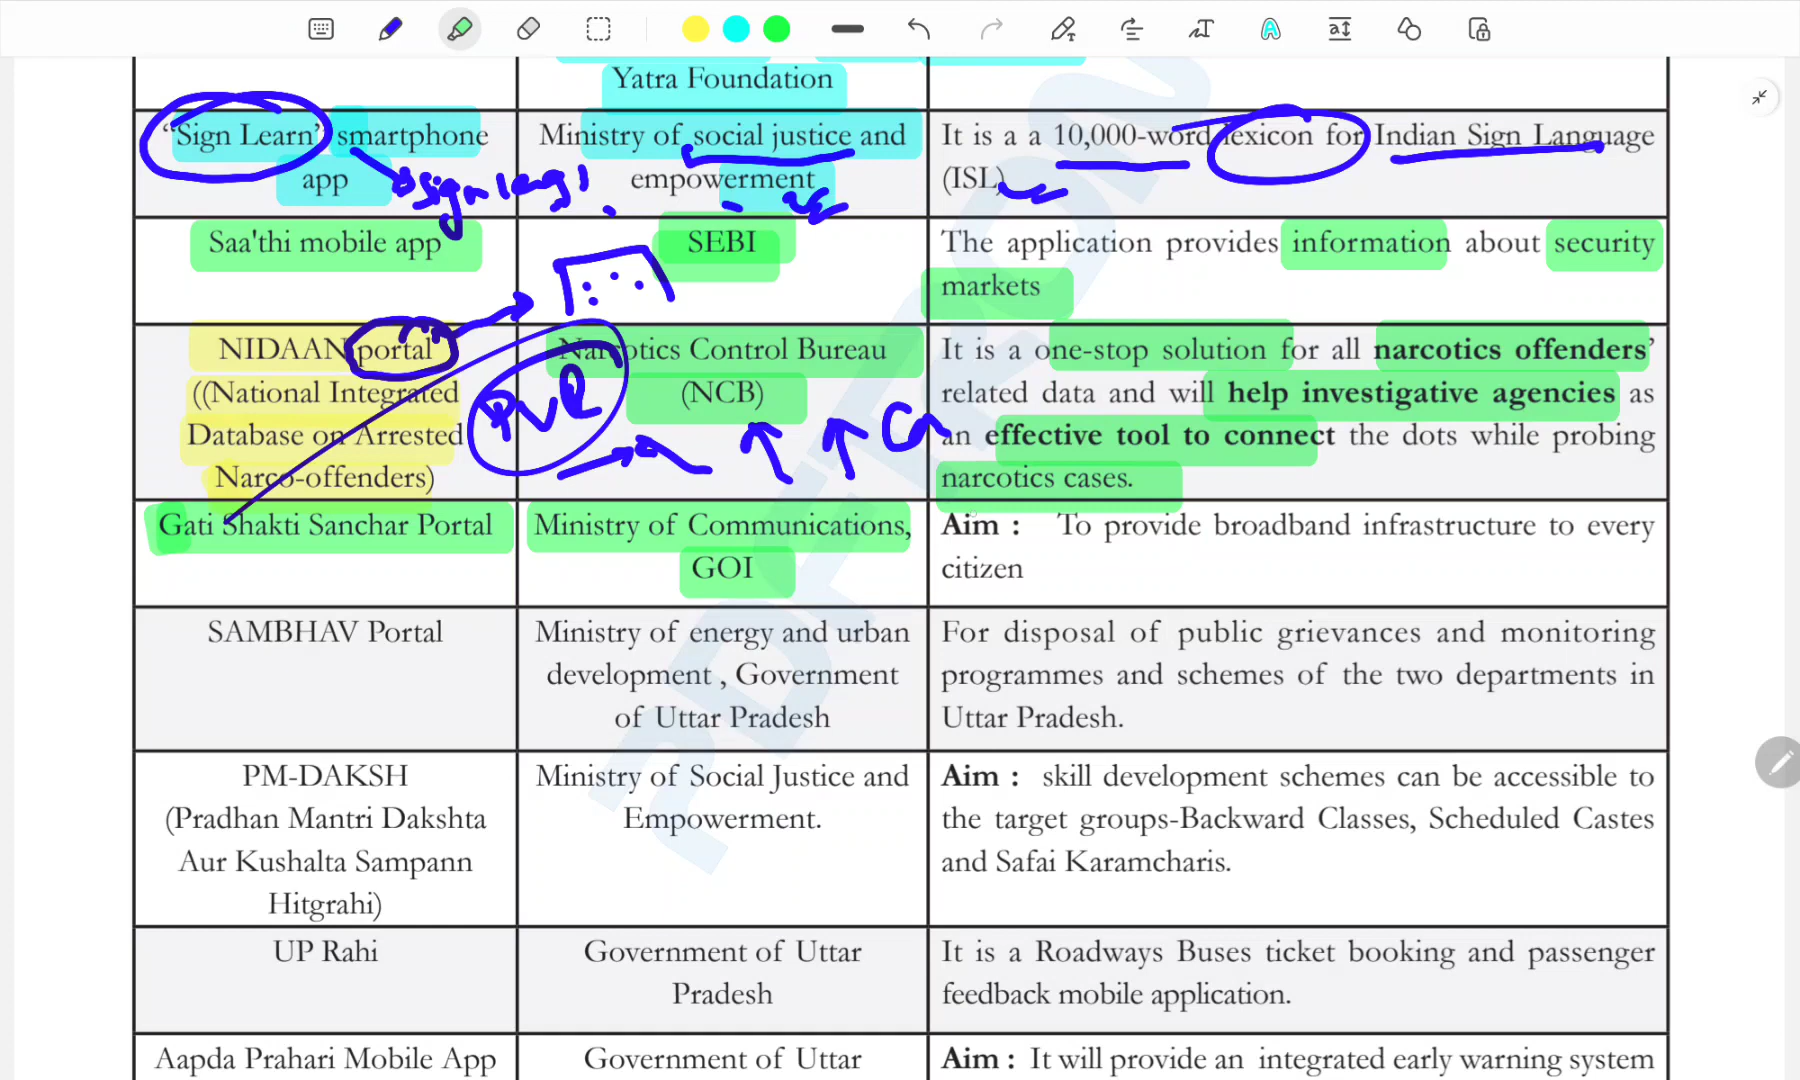 Yatra Foundation
“Sign Learn” smartphone
app
Ministry of social justice and
empowerment
It is a a 10,000-word lexicon for Indian Sign Language
(ISL)
sign lang
Saa'thi mobile app
SEBI
The application provides information about security
markets
NIDAAN portal
((National Integrated
Database on Arrested
Narco-offenders)
Narcotics Control Bureau
(NCB)
PVR
It is a one-stop solution for all narcotics offenders’
related data and will help investigative agencies as
an effective tool to connect the dots while probing
narcotics cases.
Gati Shakti Sanchar Portal
Ministry of Communications,
GOI
Aim : To provide broadband infrastructure to every
citizen
SAMBHAV Portal
Ministry of energy and urban
development , Government
of Uttar Pradesh
For disposal of public grievances and monitoring
programmes and schemes of the two departments in
Uttar Pradesh.
PM-DAKSH
(Pradhan Mantri Dakshta
Aur Kushalta Sampann
Hitgrahi)
Ministry of Social Justice and
Empowerment.
Aim : skill development schemes can be accessible to
the target groups-Backward Classes, Scheduled Castes
and Safai Karamcharis.
UP Rahi
Government of Uttar
Pradesh
It is a Roadways Buses ticket booking and passenger
feedback mobile application.
Aapda Prahari Mobile App
Government of Uttar
Aim : It will provide an integrated early warning system